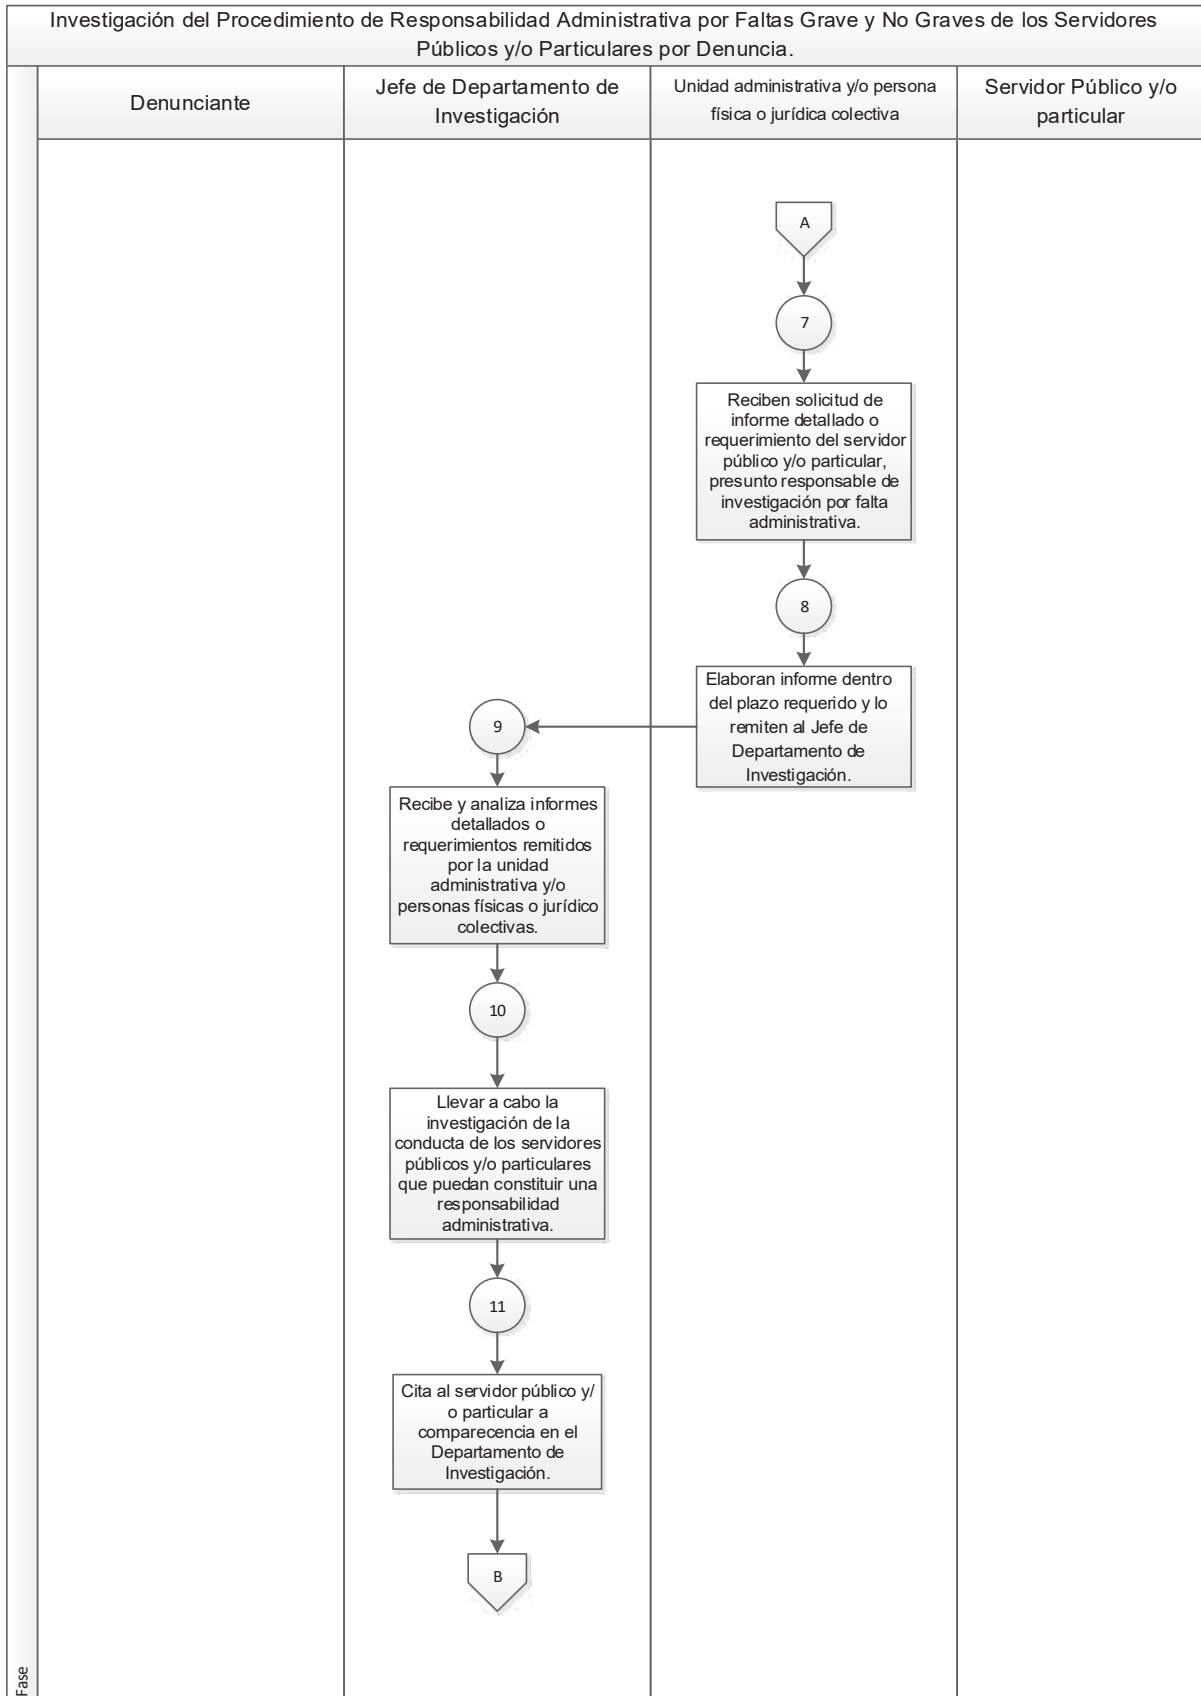 Investigación del Procedimiento de Responsabilidad Administrativa por Faltas Grave y No Graves de los Servidores
Públicos y/o Particulares por Denuncia.
Denunciante
Jefe de Departamento de
Investigación
Unidad administrativa y/o persona
física o jurídica colectiva
Servidor Público y/o
particular
A
7
Reciben solicitud de
informe detallado o
requerimiento del servidor
público y/o particular,
presunto responsable de
investigación por falta
administrativa.
8
Elaboran informe dentro
del plazo requerido y lo
remiten al Jefe de
Departamento de
Investigación.
9
Recibe y analiza informes
detallados o
requerimientos remitidos
por la unidad
administrativa y/o
personas físicas o jurídico
colectivas.
10
Llevar a cabo la
investigación de la
conducta de los servidores
públicos y/o particulares
que puedan constituir una
responsabilidad
administrativa.
11
Cita al servidor público y/
o particular a
comparecencia en el
Departamento de
Investigación.
B
Fase